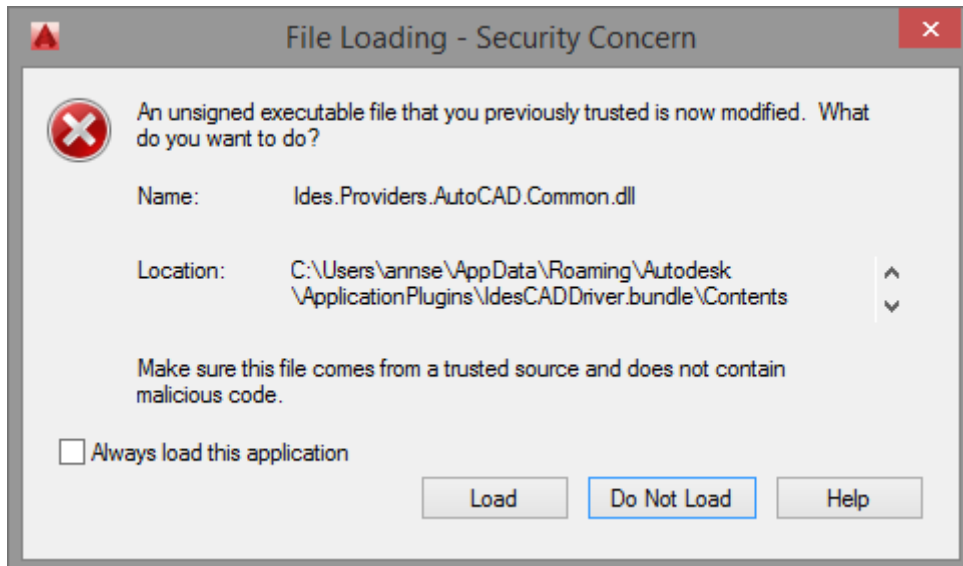 File Loading - Security Concern
An unsigned executable file that you previously trusted is now modified. What
do you want to do?
Name: Ides.Providers.AutoCAD.Common.dll
Location: C:\Users\annse\AppData\Roaming\Autodesk
\ApplicationPlugins\IdesCADDriver.bundle\Contents
Make sure this file comes from a trusted source and does not contain
malicious code.
Always load this application
Load Do Not Load Help